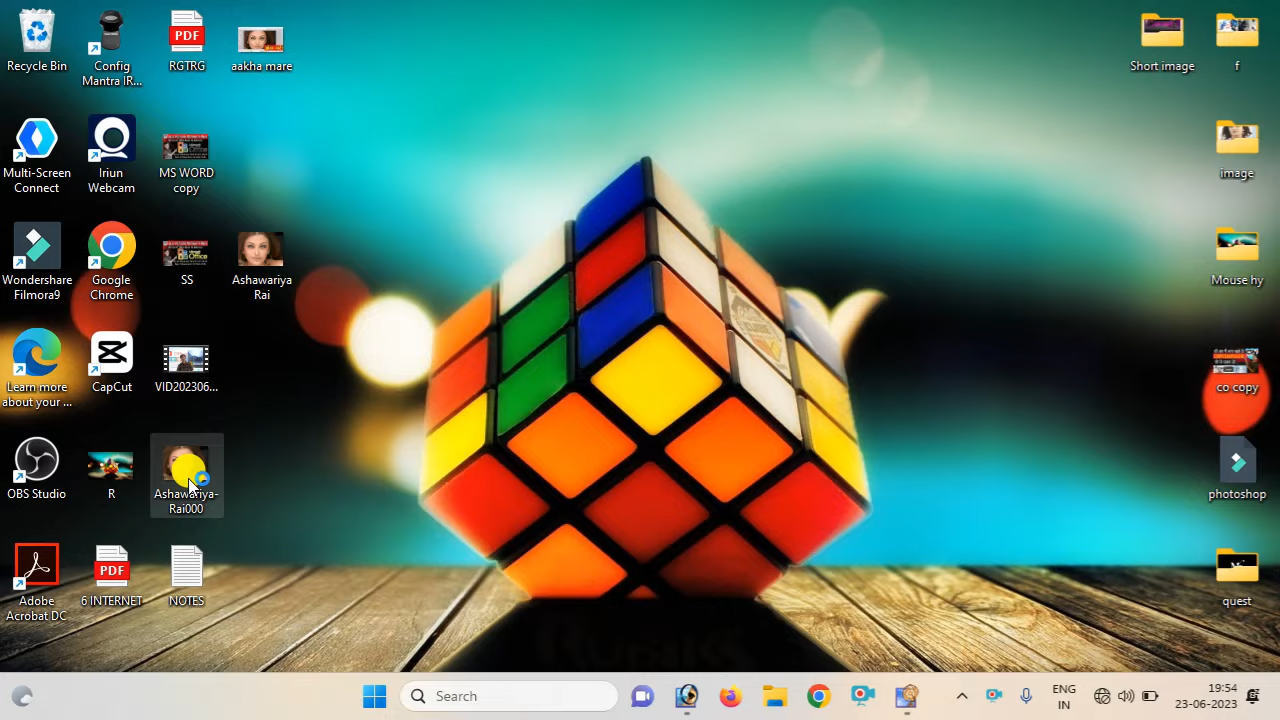 Recycle Bin
Config
Mantra IR...
PDF
RGTRG
aakha mare
Short image
f
Multi-Screen
Connect
Iriun
Webcam
MS WORD
copy
image
Wondershare
Filmora9
Google
Chrome
SS
Ashawariya
Rai
Mouse hy
Learn more
about your ...
CapCut
VID202306...
co copy
OBS Studio
R
Ashawariya-
Rai000
photoshop
Adobe
Acrobat DC
PDF
6 INTERNET
NOTES
quest
Search
ENG
IN
19:54
23-06-2023